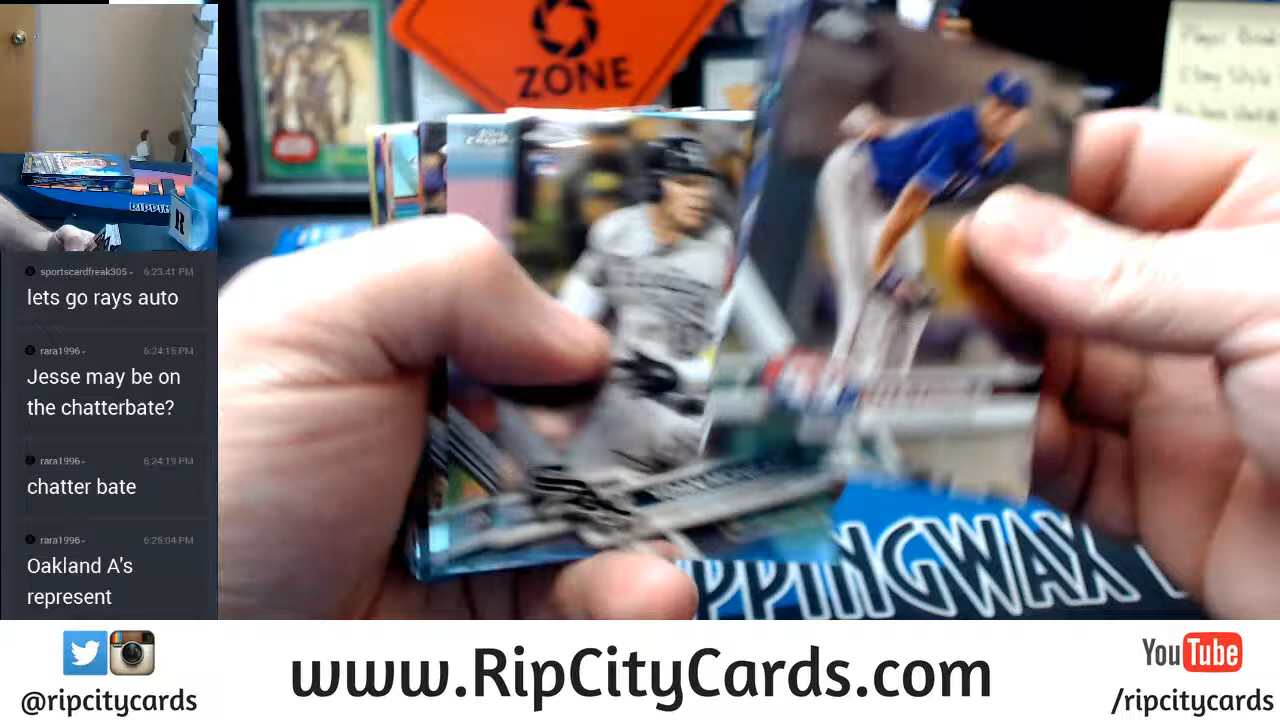 ZONE
RIPPIN
R
sportscardfreak305
6:23:41 PM
lets go rays auto
rara1996
6:24:15 PM
Jesse may be on
the chatterbate?
rara1996
6:24:19 PM
chatter bate
rara1996
6:25:04 PM
Oakland A's
represent
PPINGWAX
www.RipCityCards.com
@ripcitycards
YouTube
/ripcitycards